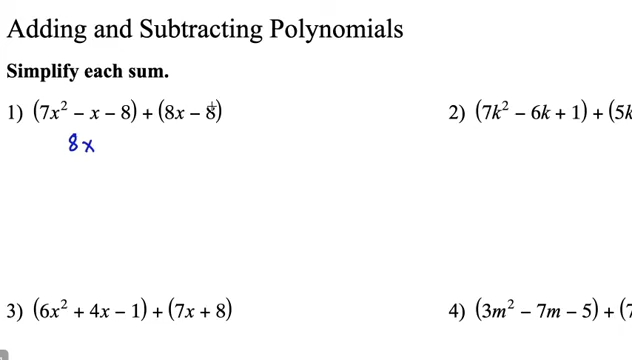 Adding and Subtracting Polynomials
Simplify each sum.
1) (7x² − x − 8) + (8x − 8)
8x
2) (7k² − 6k + 1) + (5k
3) (6x² + 4x − 1) + (7x + 8)
4) (3m² − 7m − 5) + (7